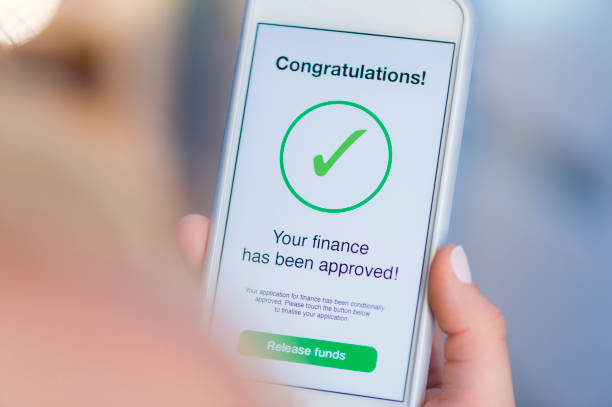 Congratulations!
Your finance
has been approved!
Your application for finance has been conditionally
approved. Please touch the button below
to finalise your application.
Release funds